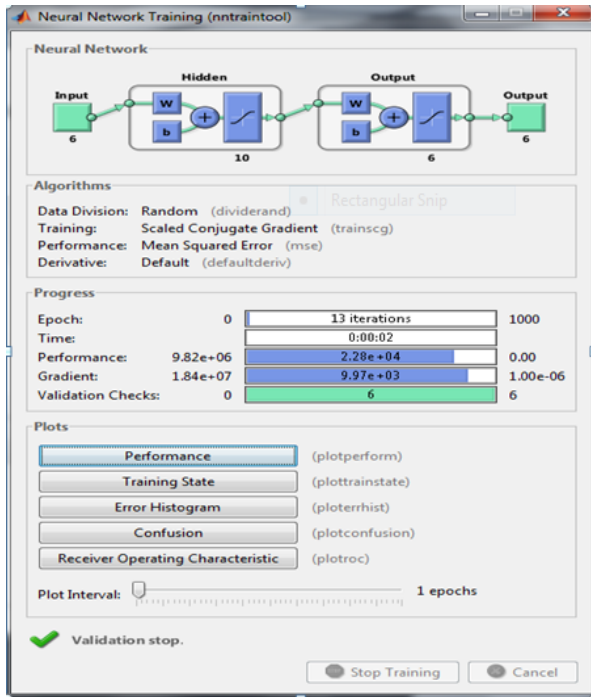 Neural Network Training (nntraintool)
Neural Network
Hidden
Output
Input
W
b
W
b
Output
6
10
6
6
Algorithms
Rectangular Snip
Data Division: Random (dividerand)
Training: Scaled Conjugate Gradient (trainscg)
Performance: Mean Squared Error (mse)
Derivative: Default (defaultderiv)
Progress
Epoch: 0 13 iterations 1000
Time: 0:00:02
Performance: 9.82e+06 2.28e+04 0.00
Gradient: 1.84e+07 9.97e+03 1.00e-06
Validation Checks: 0 6 6
Plots
Performance (plotperform)
Training State (plottrainstate)
Error Histogram (ploterrhist)
Confusion (plotconfusion)
Receiver Operating Characteristic (plotroc)
Plot Interval: 1 epochs
Validation stop.
Stop Training Cancel